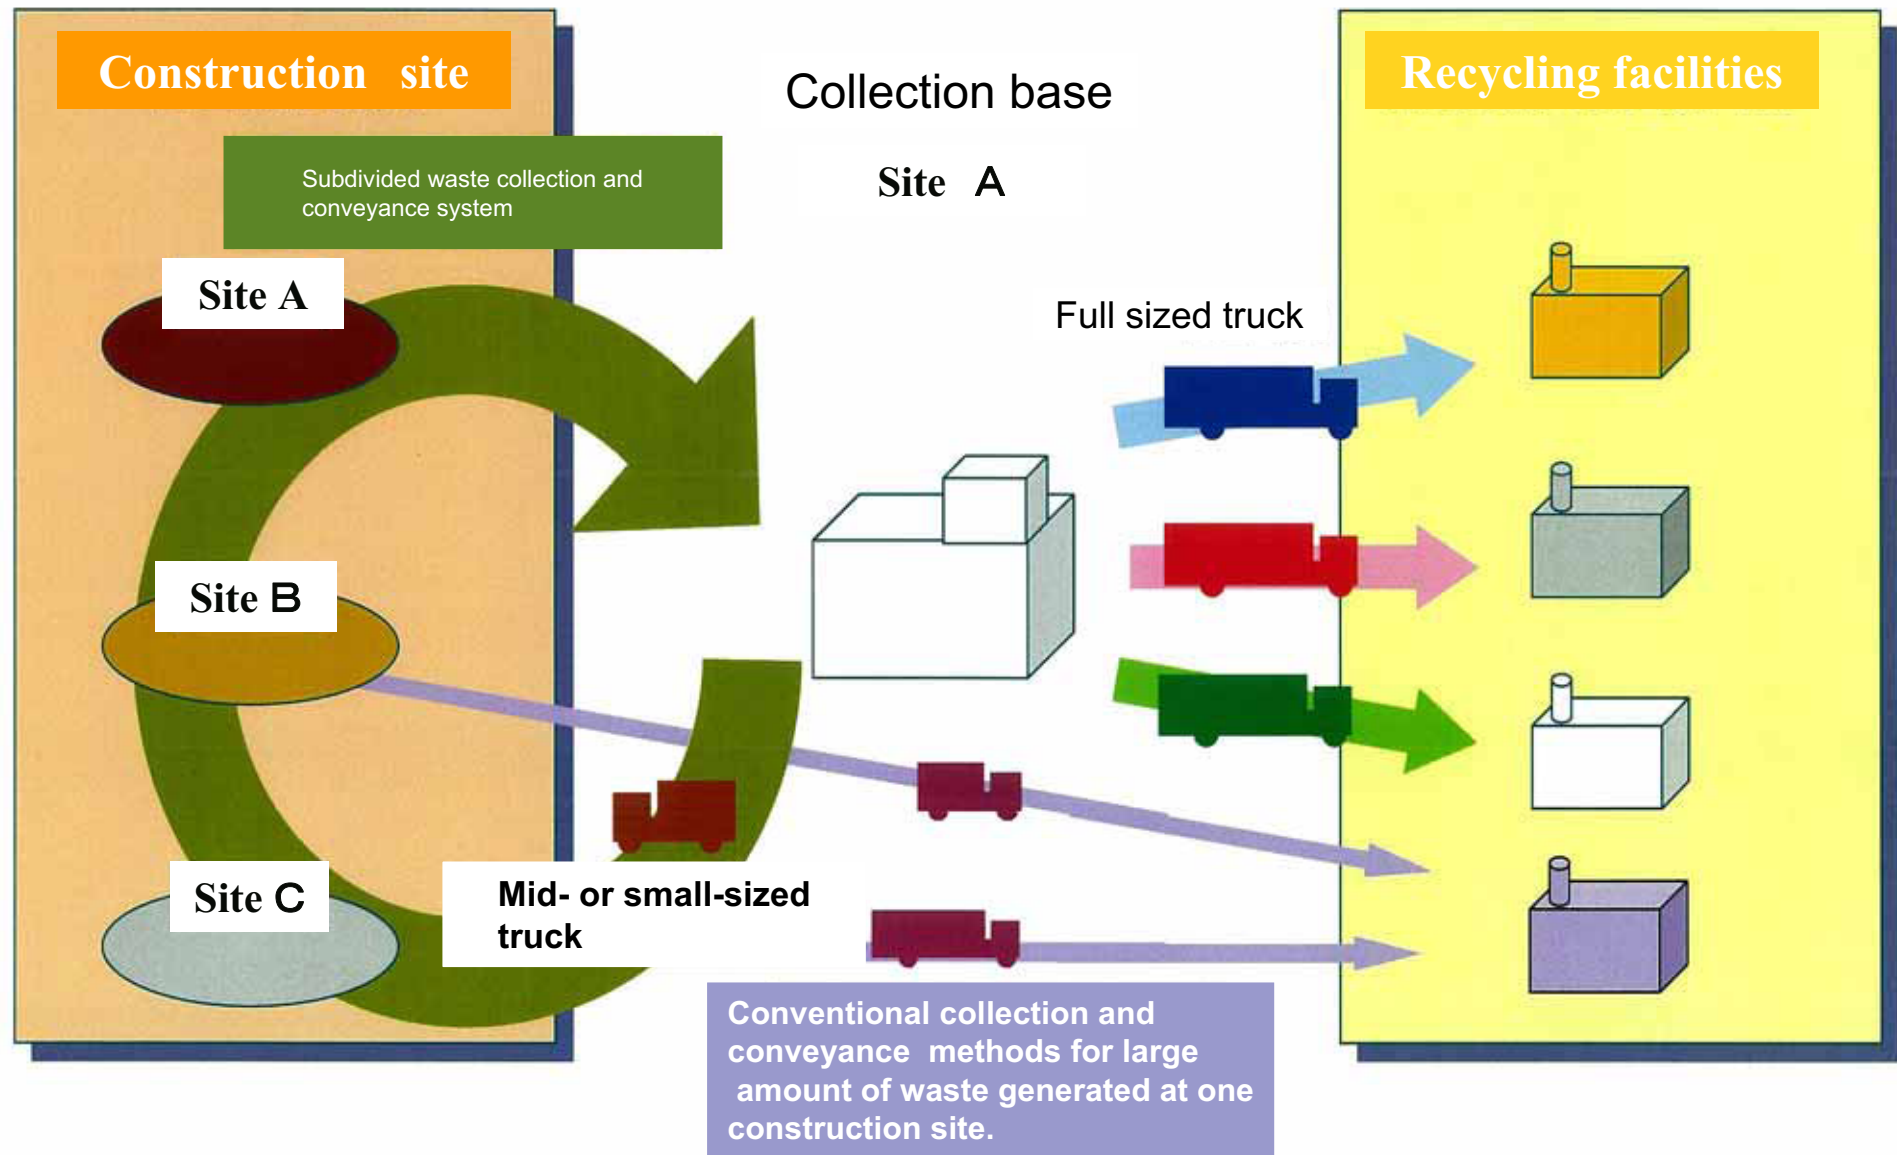 Construction site
Collection base
Recycling facilities
Subdivided waste collection and
conveyance system
Site A
Site A
Full sized truck
Site B
Site C
Mid- or small-sized
truck
Conventional collection and
conveyance methods for large
amount of waste generated at one
construction site.